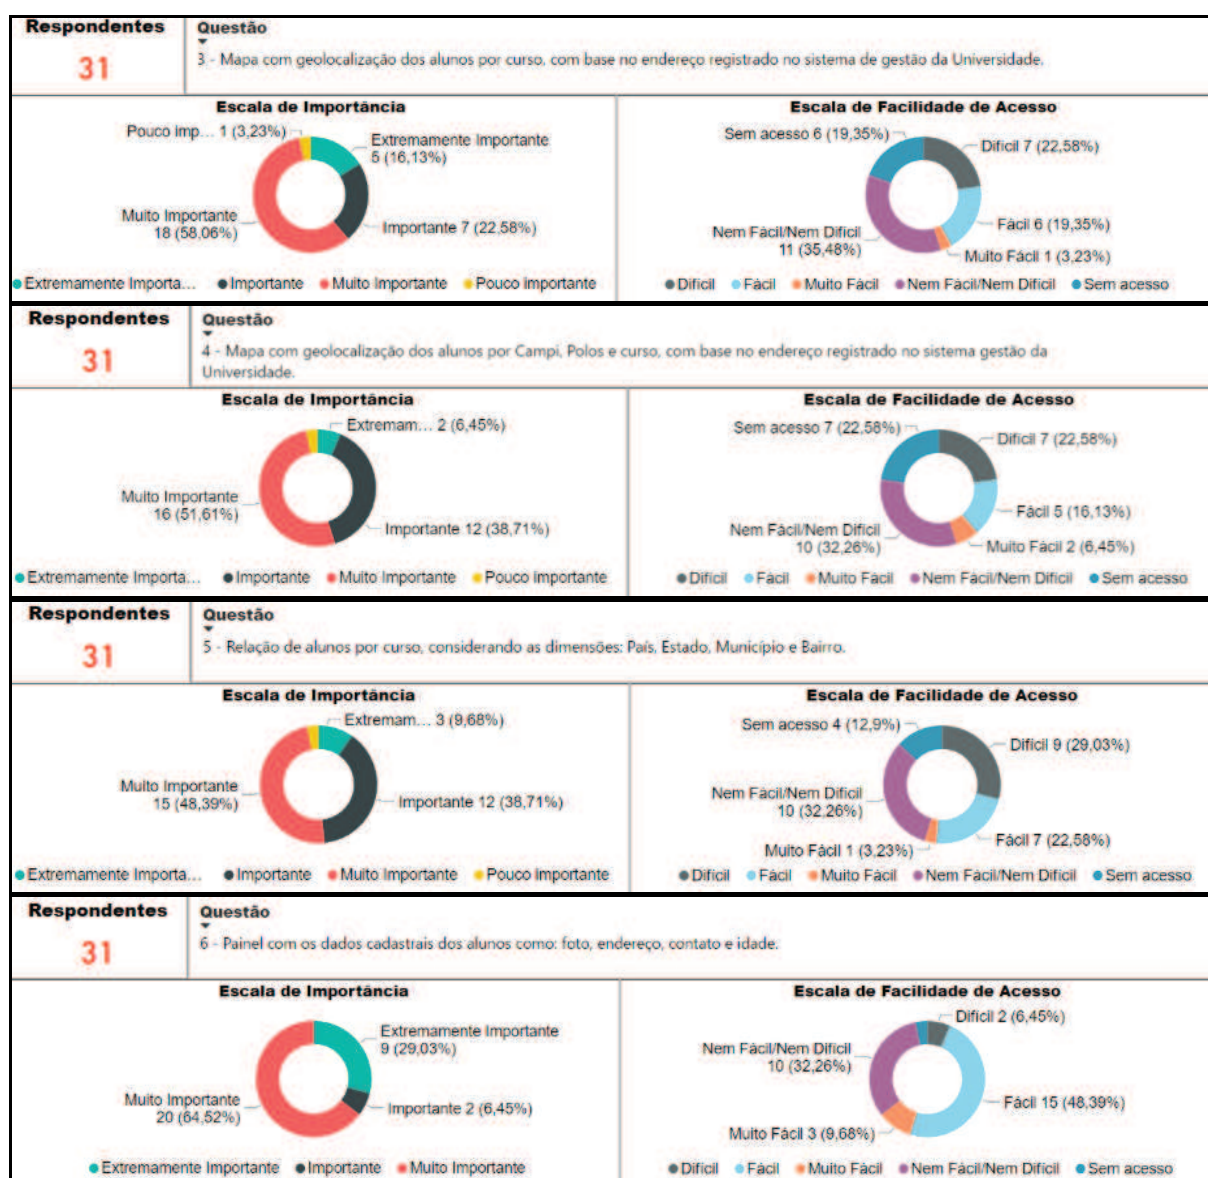 Respondentes
Questão
31
3 - Mapa com geolocalização dos alunos por curso, com base no endereço registrado no sistema de gestão da Universidade.
Escala de Importância
Pouco Imp... 1 (3,23%)
Extremamente Importante
5 (16,13%)
Muito Importante
18 (58,06%)
Importante 7 (22,58%)
Extremamente Importa... Importante Muito Importante Pouco Importante
Escala de Facilidade de Acesso
Sem acesso 6 (19,35%)
Difícil 7 (22,58%)
Nem Fácil/Nem Difícil
11 (35,48%)
Fácil 6 (19,35%)
Muito Fácil 1 (3,23%)
Difícil Fácil Muito Fácil Nem Fácil/Nem Difícil Sem acesso
Respondentes
Questão
31
4 - Mapa com geolocalização dos alunos por Campi, Polos e curso, com base no endereço registrado no sistema gestão da
Universidade.
Escala de Importância
Extremam... 2 (6,45%)
Muito Importante
16 (51,61%)
Importante 12 (38,71%)
Extremamente Importa... Importante Muito Importante Pouco Importante
Escala de Facilidade de Acesso
Sem acesso 7 (22,58%)
Difícil 7 (22,58%)
Nem Fácil/Nem Difícil
10 (32,26%)
Fácil 5 (16,13%)
Muito Fácil 2 (6,45%)
Difícil Fácil Muito Fácil Nem Fácil/Nem Difícil Sem acesso
Respondentes
Questão
31
5 - Relação de alunos por curso, considerando as dimensões: País, Estado, Município e Bairro.
Escala de Importância
Extremam... 3 (9,68%)
Muito Importante
15 (48,39%)
Importante 12 (38,71%)
Extremamente Importa... Importante Muito Importante Pouco Importante
Escala de Facilidade de Acesso
Sem acesso 4 (12,9%)
Difícil 9 (29,03%)
Nem Fácil/Nem Difícil
10 (32,26%)
Fácil 7 (22,58%)
Muito Fácil 1 (3,23%)
Difícil Fácil Muito Fácil Nem Fácil/Nem Difícil Sem acesso
Respondentes
Questão
31
6 - Painel com os dados cadastrais dos alunos como: foto, endereço, contato e idade.
Escala de Importância
Extremamente Importante
9 (29,03%)
Muito Importante
20 (64,52%)
Importante 2 (6,45%)
Extremamente Importante Importante Muito Importante
Escala de Facilidade de Acesso
Difícil 2 (6,45%)
Nem Fácil/Nem Difícil
10 (32,26%)
Fácil 15 (48,39%)
Muito Fácil 3 (9,68%)
Difícil Fácil Muito Fácil Nem Fácil/Nem Difícil Sem acesso